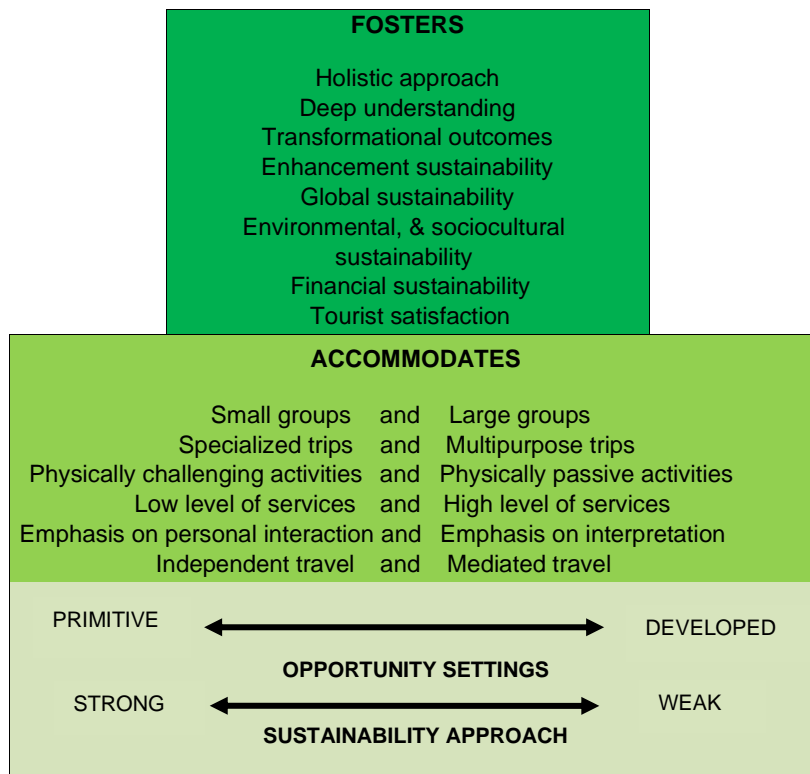 FOSTERS
Holistic approach
Deep understanding
Transformational outcomes
Enhancement sustainability
Global sustainability
Environmental, & sociocultural
sustainability
Financial sustainability
Tourist satisfaction
ACCOMMODATES
Small groups and Large groups
Specialized trips and Multipurpose trips
Physically challenging activities and Physically passive activities
Low level of services and High level of services
Emphasis on personal interaction and Emphasis on interpretation
Independent travel and Mediated travel
PRIMITIVE DEVELOPED
OPPORTUNITY SETTINGS
STRONG WEAK
SUSTAINABILITY APPROACH